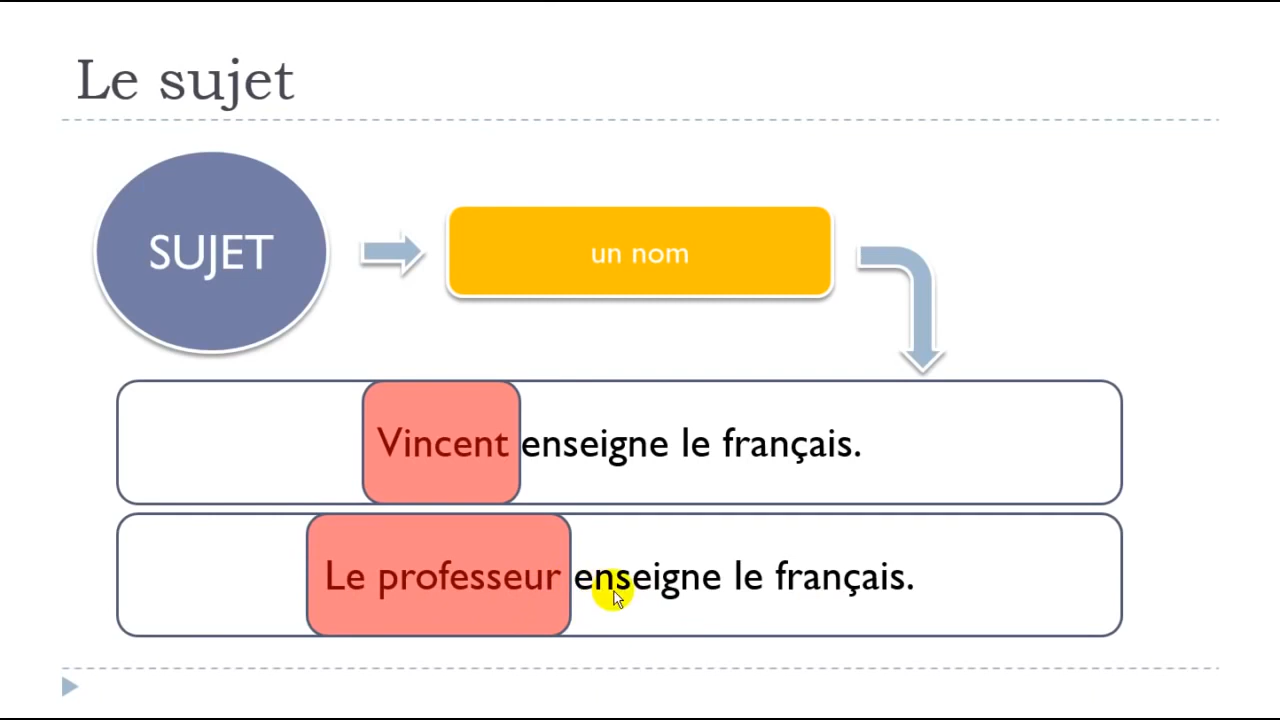 Le sujet
SUJET
un nom
Vincent enseigne le français.
Le professeur enseigne le français.